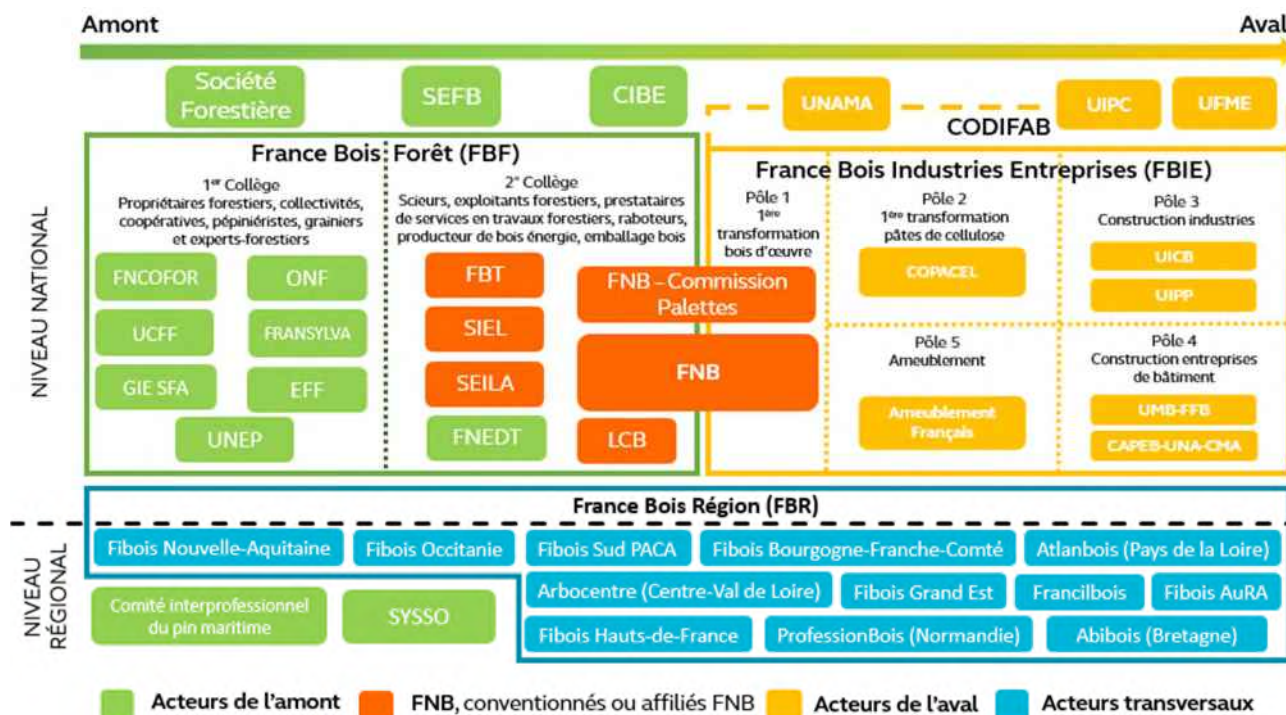 Amont
Aval
Société
Forestière
SEFB
CIBE
UNAMA
UIPC
UFME
CODIFAB
NIVEAU NATIONAL
France Bois Forêt (FBF)
1er Collège
Propriétaires forestiers, collectivités,
coopératives, pépiniéristes, grainiers
et experts-forestiers
FNCOFOR
ONF
UCFF
FRANSYLVA
GIE SFA
EFF
UNEP
2e Collège
Scieurs, exploitants forestiers, prestataires
de services en travaux forestiers, raboteurs,
producteur de bois énergie, emballage bois
FBT
SIEL
SEILA
FNEDT
FNB – Commission
Palettes
FNB
LCB
France Bois Industries Entreprises (FBIE)
Pôle 1
1ère
transformation
bois d'œuvre
Pôle 2
1ère transformation
pâtes de cellulose
COPACEL
Pôle 3
Construction industries
UICB
UIPP
Pôle 5
Ameublement
Ameublement
Français
Pôle 4
Construction entreprises
de bâtiment
UMB-FFB
CAPEB-UNA-CMA
France Bois Région (FBR)
NIVEAU
RÉGIONAL
Fibois Nouvelle-Aquitaine
Fibois Occitanie
Fibois Sud PACA
Fibois Bourgogne-Franche-Comté
Atlanbois (Pays de la Loire)
Arbocentre (Centre-Val de Loire)
Fibois Grand Est
Francilbois
Fibois AuRA
Comité interprofessionnel
du pin maritime
SYSSO
Fibois Hauts-de-France
ProfessionBois (Normandie)
Abibois (Bretagne)
Acteurs de l'amont
FNB, conventionnés ou affiliés FNB
Acteurs de l'aval
Acteurs transversaux